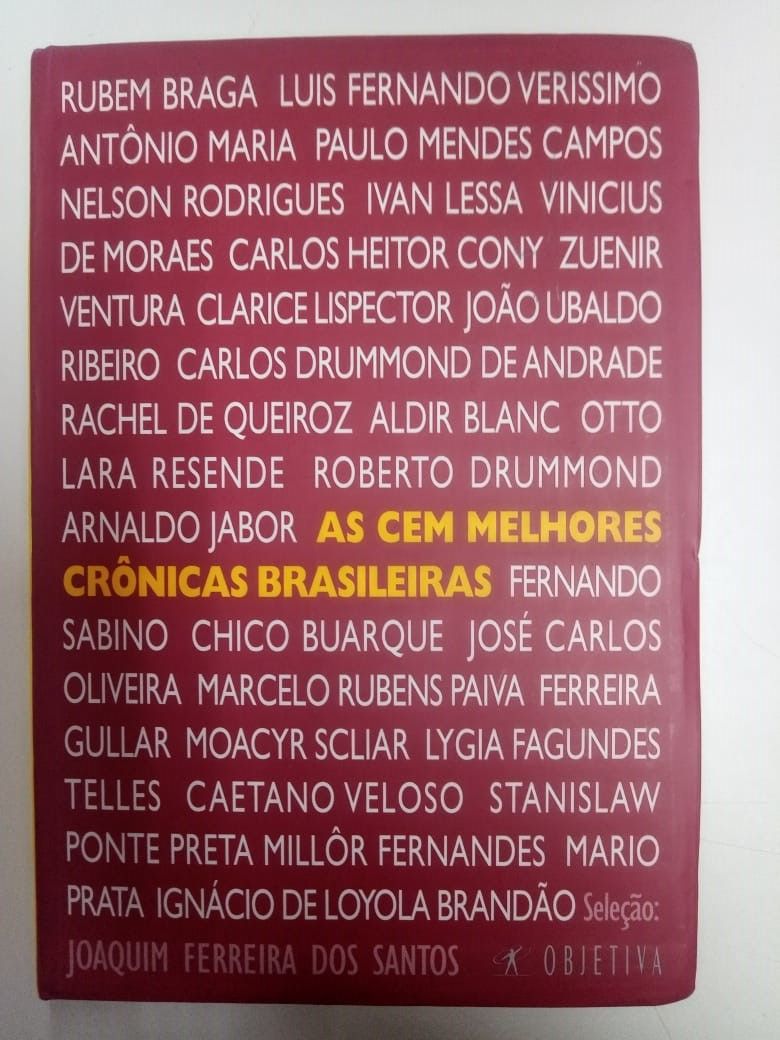 RUBEM BRAGA LUIS FERNANDO VERISSIMO
ANTÔNIO MARIA PAULO MENDES CAMPOS
NELSON RODRIGUES IVAN LESSA VINICIUS
DE MORAES CARLOS HEITOR CONY ZUENIR
VENTURA CLARICE LISPECTOR JOÃO UBALDO
RIBEIRO CARLOS DRUMMOND DE ANDRADE
RACHEL DE QUEIROZ ALDIR BLANC OTTO
LARA RESENDE ROBERTO DRUMMOND
ARNALDO JABOR AS CEM MELHORES
CRÔNICAS BRASILEIRAS FERNANDO
SABINO CHICO BUARQUE JOSÉ CARLOS
OLIVEIRA MARCELO RUBENS PAIVA FERREIRA
GULLAR MOACYR SCLIAR LYGIA FAGUNDES
TELLES CAETANO VELOSO STANISLAW
PONTE PRETA MILLÔR FERNANDES MARIO
PRATA IGNÁCIO DE LOYOLA BRANDÃO Seleção:
JOAQUIM FERREIRA DOS SANTOS OBJETIVA